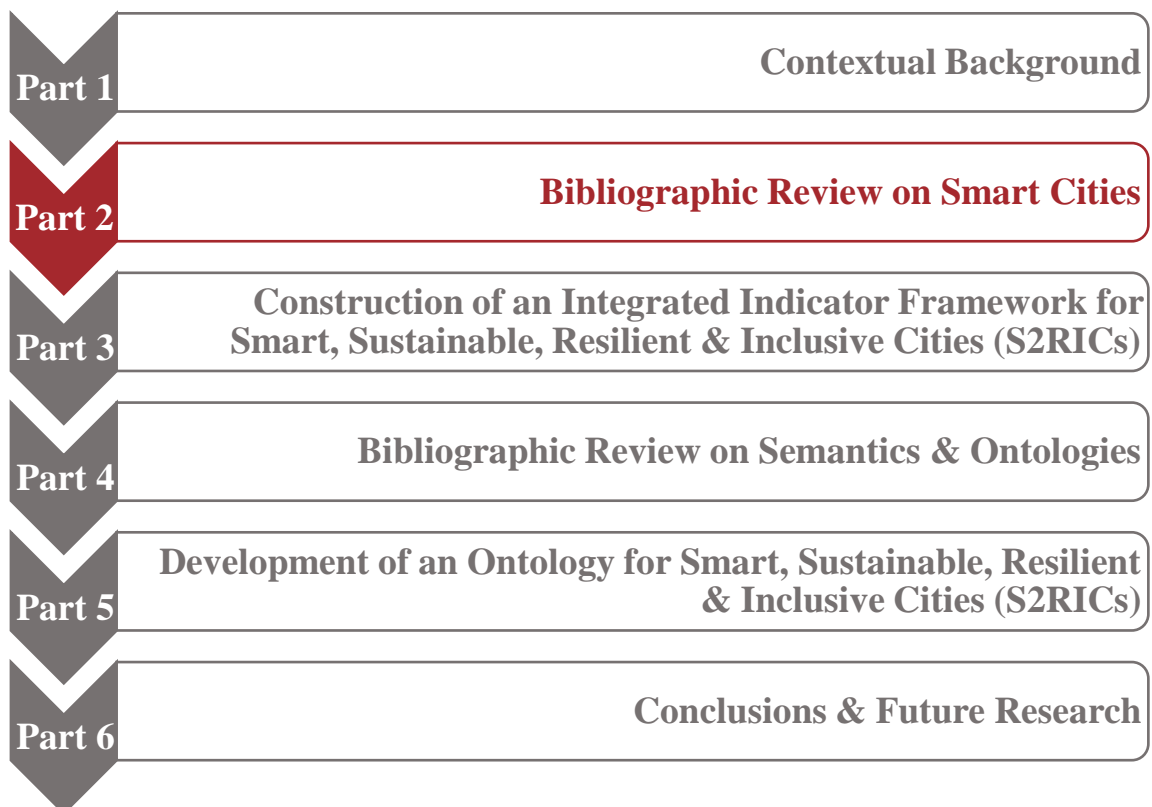 Part 1
Contextual Background
Part 2
Bibliographic Review on Smart Cities
Part 3
Construction of an Integrated Indicator Framework for
Smart, Sustainable, Resilient & Inclusive Cities (S2RICs)
Part 4
Bibliographic Review on Semantics & Ontologies
Part 5
Development of an Ontology for Smart, Sustainable, Resilient
& Inclusive Cities (S2RICs)
Part 6
Conclusions & Future Research